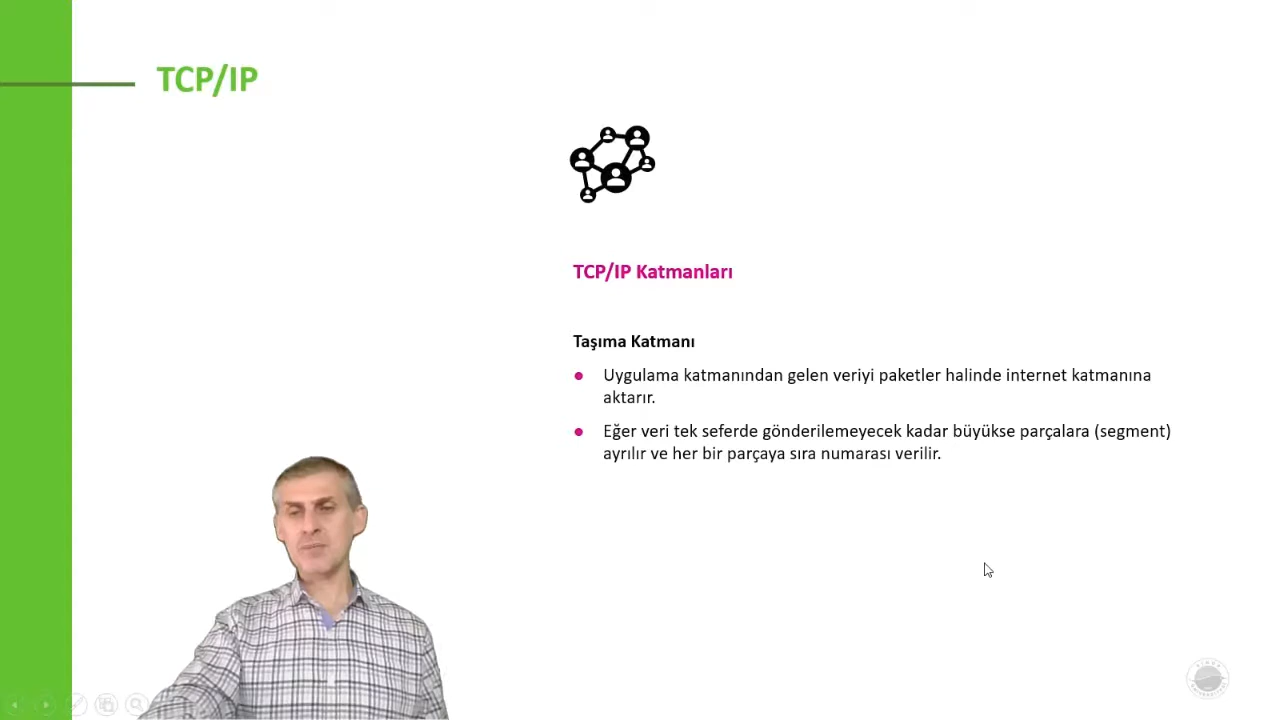 TCP/IP
TCP/IP Katmanları
Taşıma Katmanı
Uygulama katmanından gelen veriyi paketler halinde internet katmanına
aktarır.
Eğer veri tek seferde gönderilemeyecek kadar büyükse parçalara (segment)
ayrılır ve her bir parçaya sıra numarası verilir.